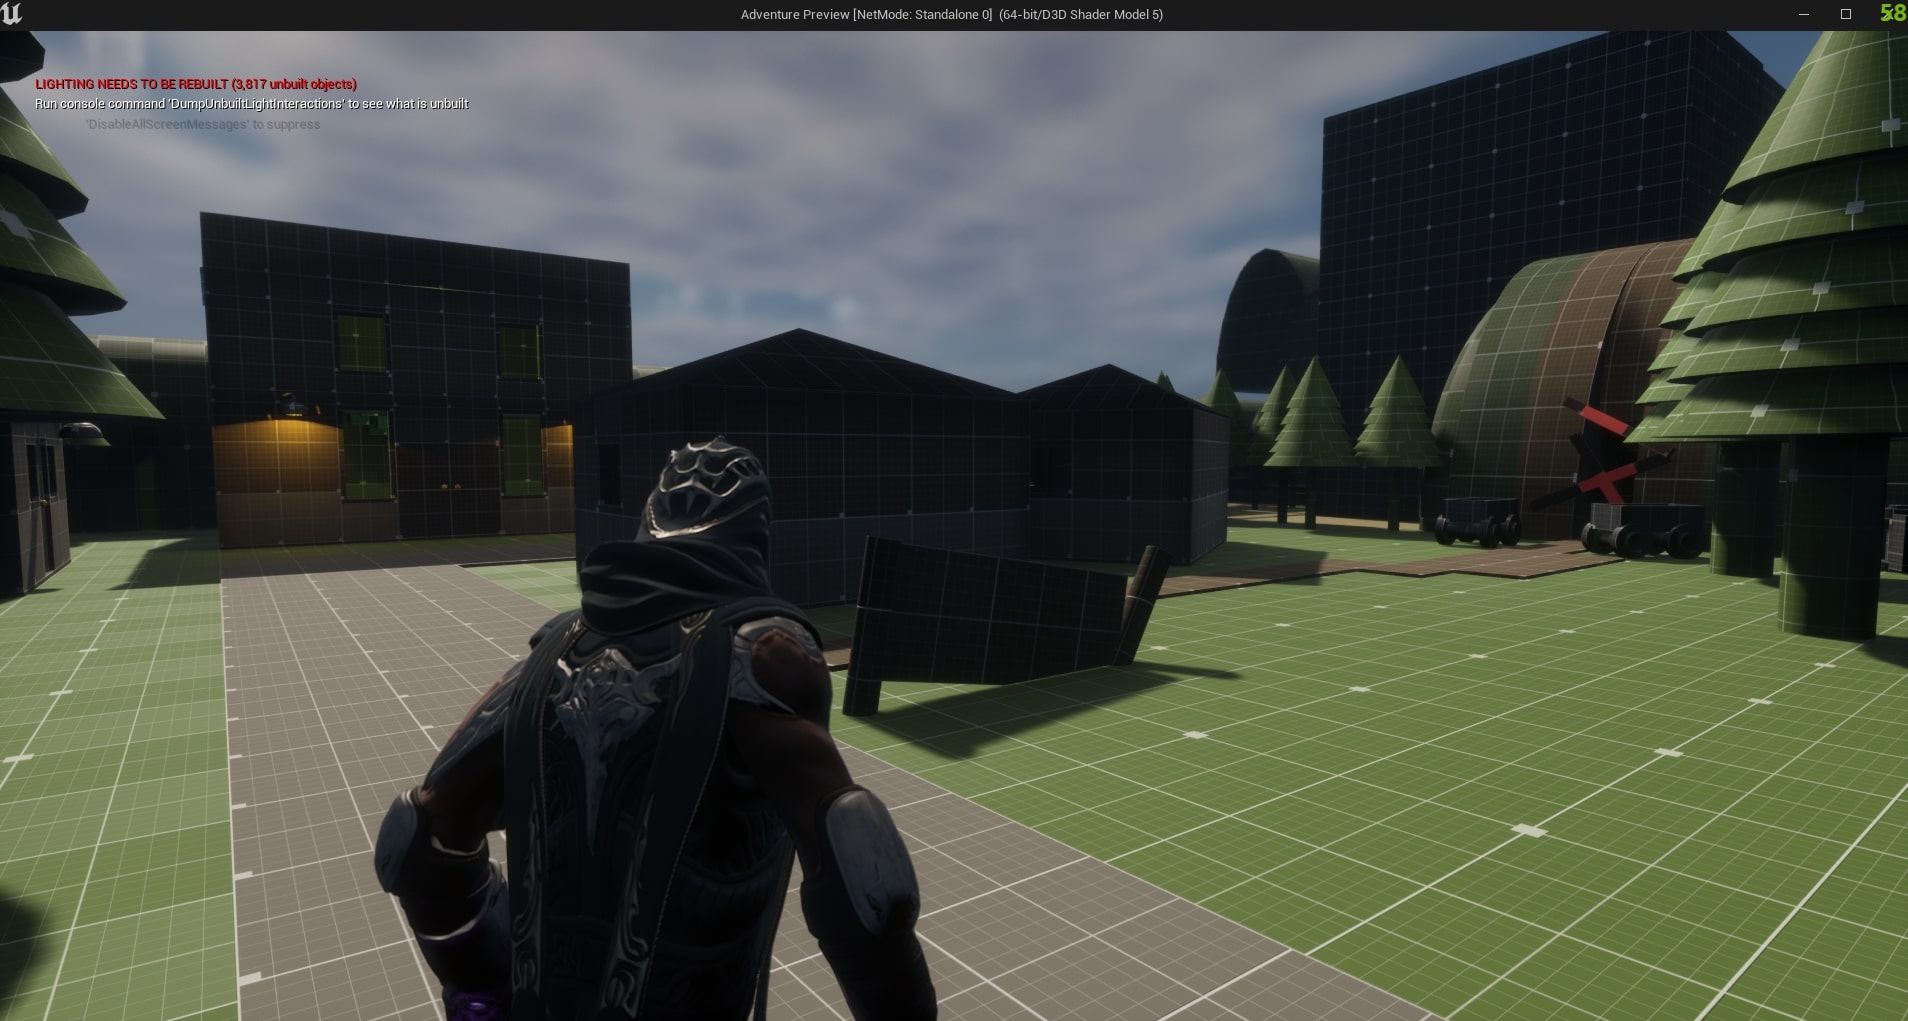 Adventure Preview [NetMode: Standalone 0]  (64-bit/D3D Shader Model 5)
58
LIGHTING NEEDS TO BE REBUILT (3,817 unbuilt objects)
Run console command 'DumpUnbuiltLightInteractions' to see what is unbuilt
'DisableAllScreenMessages' to suppress